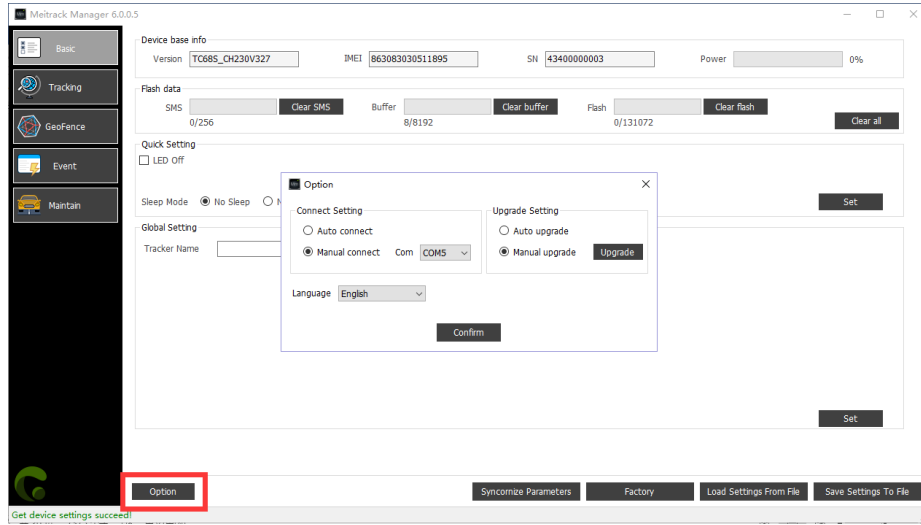 Meitrack Manager 6.0.0.5
Basic
Tracking
GeoFence
Event
Maintain
Device base info
Version TC68S_CH230V327 IMEI 863083030511895 SN 43400000003 Power 0%
Flash data
SMS Clear SMS Buffer Clear buffer Flash Clear flash
0/256 8/8192 0/131072 Clear all
Quick Setting
LED Off
Sleep Mode No Sleep Set
Global Setting
Tracker Name
Option
Connect Setting Upgrade Setting
Auto connect Auto upgrade
Manual connect Com COM5 Manual upgrade Upgrade
Language English
Confirm
Set
Option Syncornize Parameters Factory Load Settings From File Save Settings To File
Get device settings succeed!